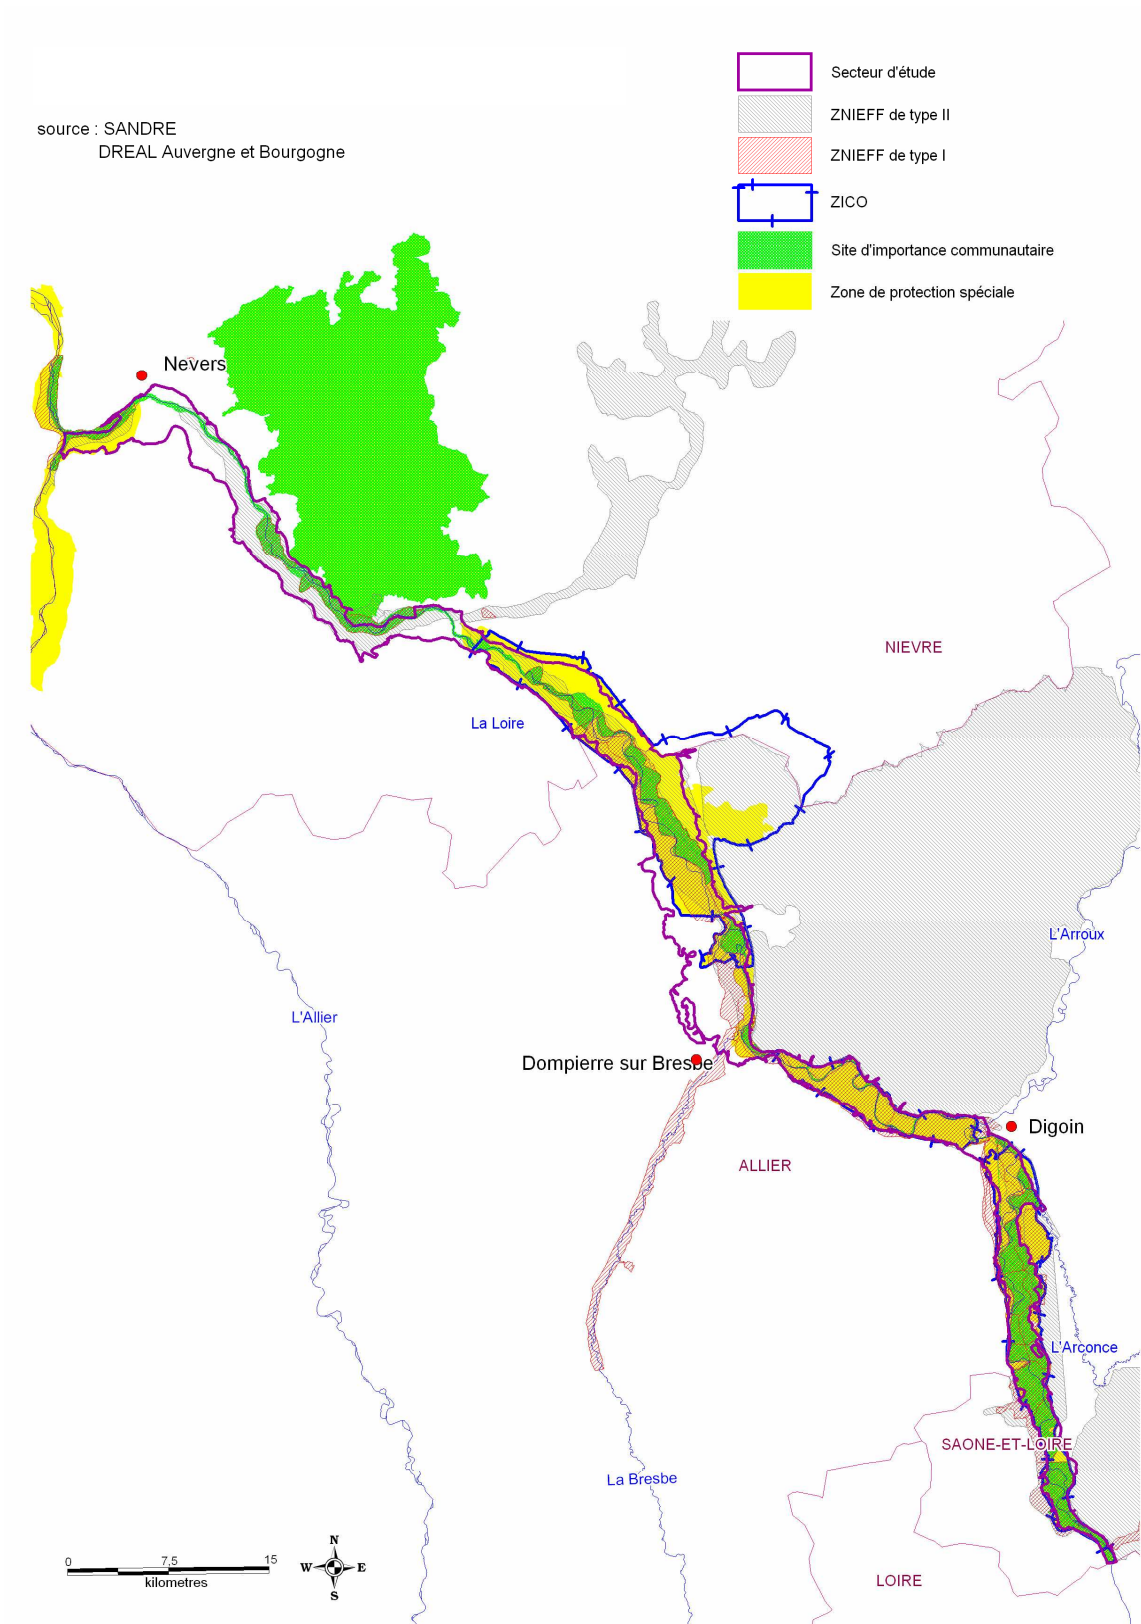 Secteur d'étude
ZNIEFF de type II
source : SANDRE
DREAL Auvergne et Bourgogne
ZNIEFF de type I
ZICO
Site d'importance communautaire
Zone de protection spéciale
Nevers
NIEVRE
La Loire
L'Arroux
L'Allier
Dompierre sur Bresbe
Digoin
ALLIER
L'Arconce
SAONE-ET-LOIRE
La Bresbe
LOIRE
N
W E
S
0 7,5 15
kilometres